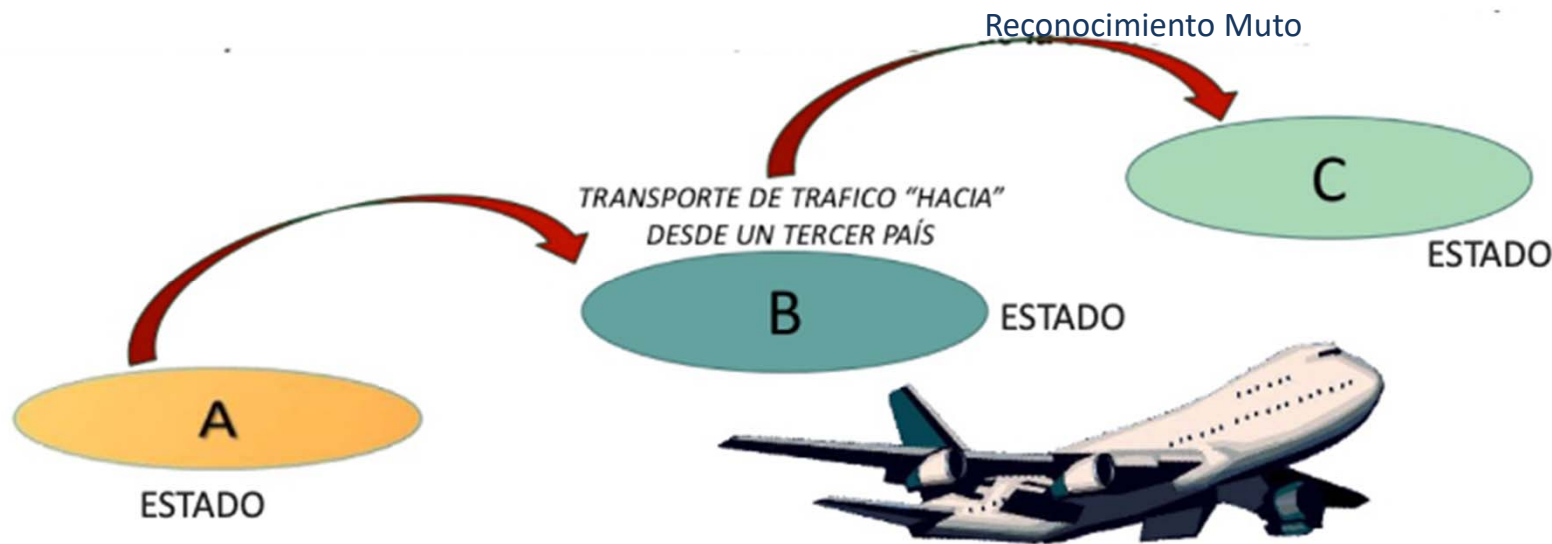 Reconocimiento Muto
TRANSPORTE DE TRAFICO “HACIA”
DESDE UN TERCER PAÍS
C
ESTADO
B
ESTADO
A
ESTADO